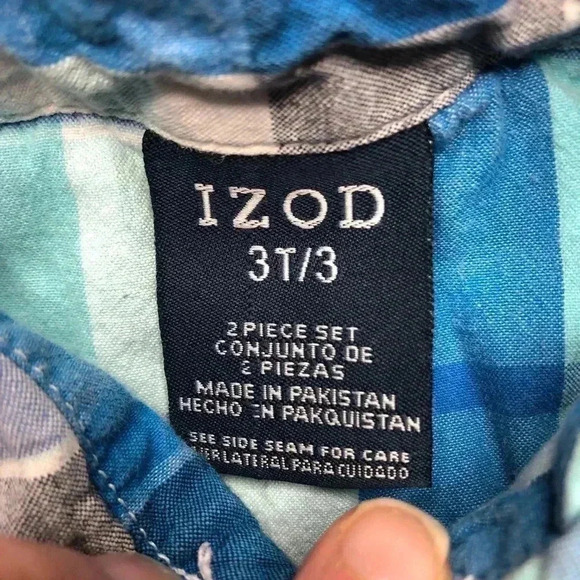 IZOD
3T/3
2 PIECE SET
CONJUNTO DE
2 PIEZAS
MADE IN PAKISTAN
HECHO EN PAKQUISTAN
SEE SIDE SEAM FOR CARE
VER LATERAL PARA CUIDADO